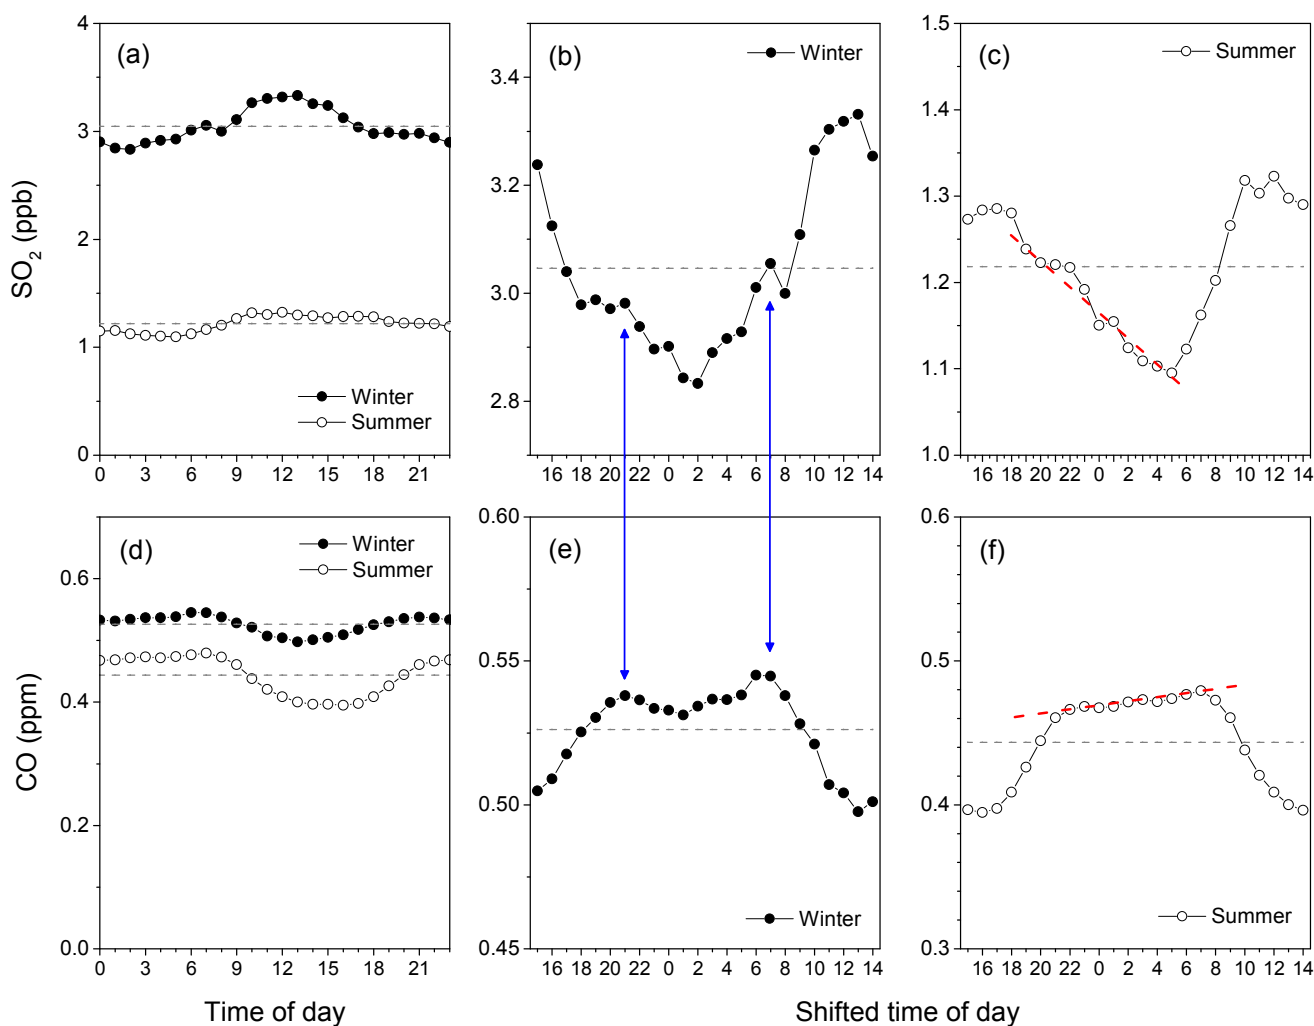 (a)
4
3
2
1
0
SO2 (ppb)
Winter
Summer
0 3 6 9 12 15 18 21
(b)
Winter
3.4
3.2
3.0
2.8
16 18 20 22 0 2 4 6 8 10 12 14
(c)
Summer
1.5
1.4
1.3
1.2
1.1
1.0
16 18 20 22 0 2 4 6 8 10 12 14
(d)
Winter
Summer
0.6
0.4
0.2
0.0
CO (ppm)
0 3 6 9 12 15 18 21
(e)
0.60
0.55
0.50
0.45
Winter
16 18 20 22 0 2 4 6 8 10 12 14
(f)
0.6
0.5
0.4
0.3
Summer
16 18 20 22 0 2 4 6 8 10 12 14
Time of day
Shifted time of day